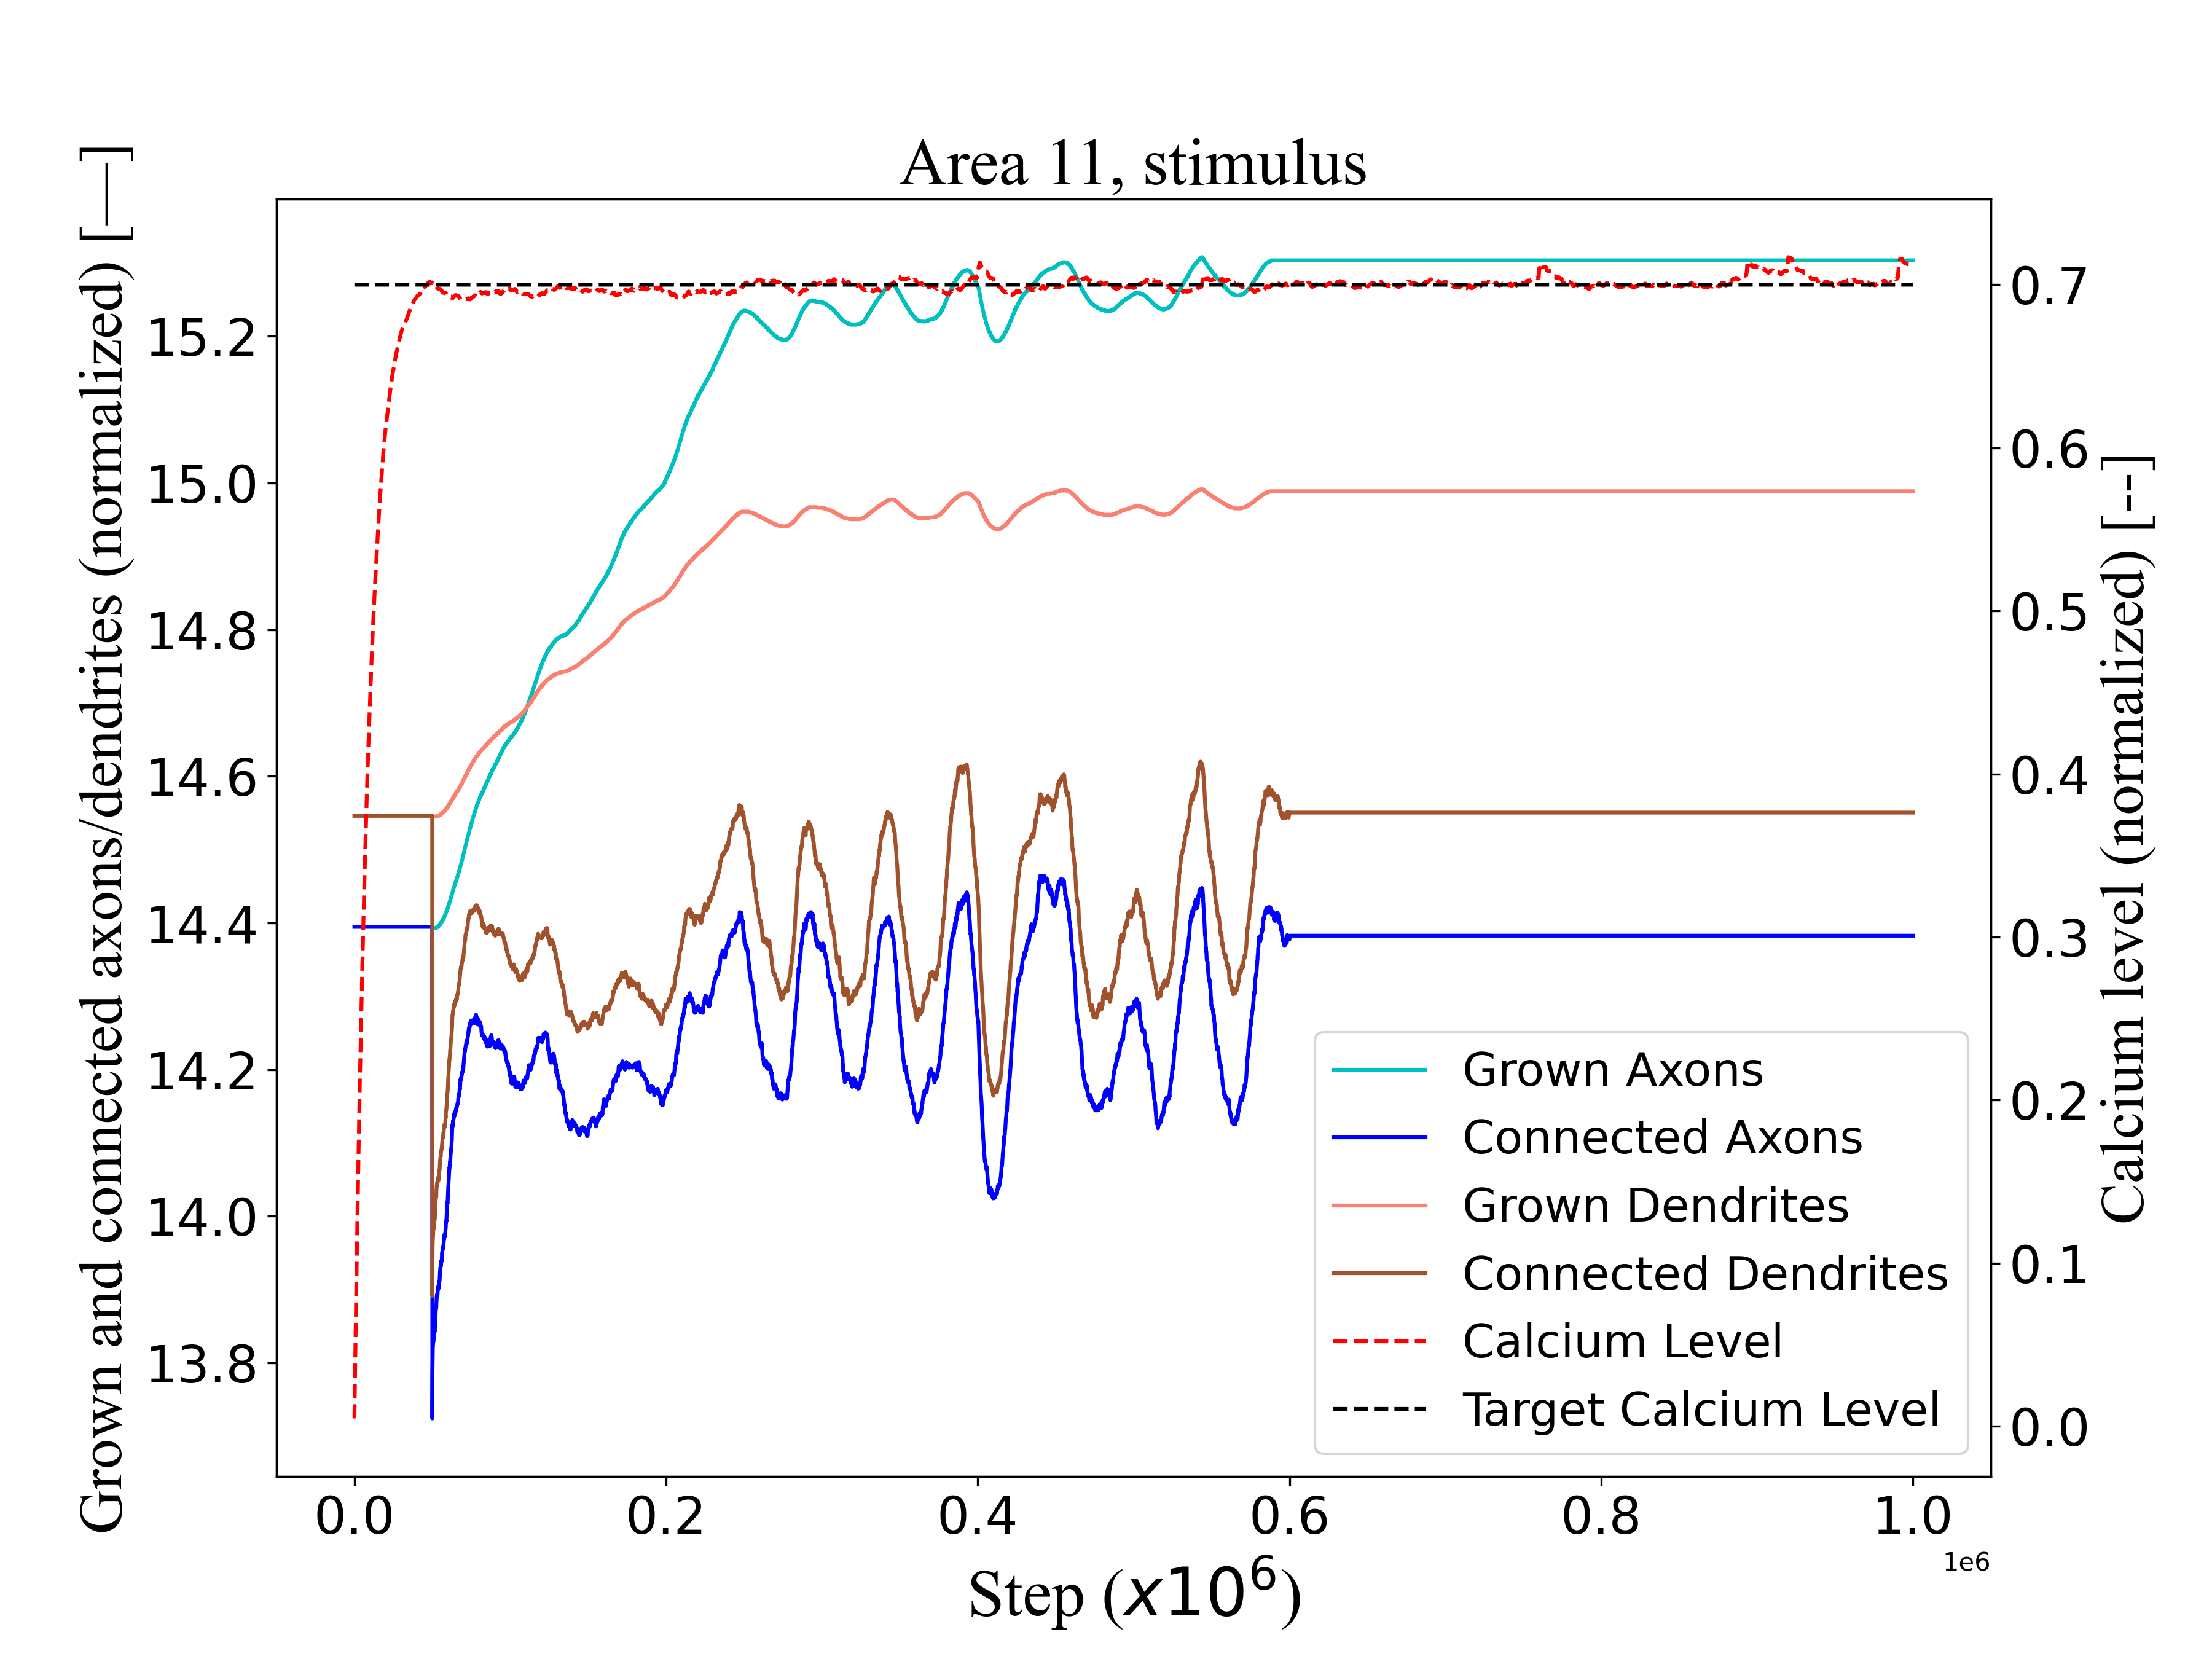 Area 11, stimulus
Grown and connected axons/dendrites (normalized) [—]
15.2
15.0
14.8
14.6
14.4
14.2
14.0
13.8
0.7
0.6
0.5
0.4
0.3
0.2
0.1
0.0
Calcium level (normalized) [--]
Grown Axons
Connected Axons
Grown Dendrites
Connected Dendrites
Calcium Level
Target Calcium Level
0.0 0.2 0.4 0.6 0.8 1.0
1e6
Step (x10⁶)